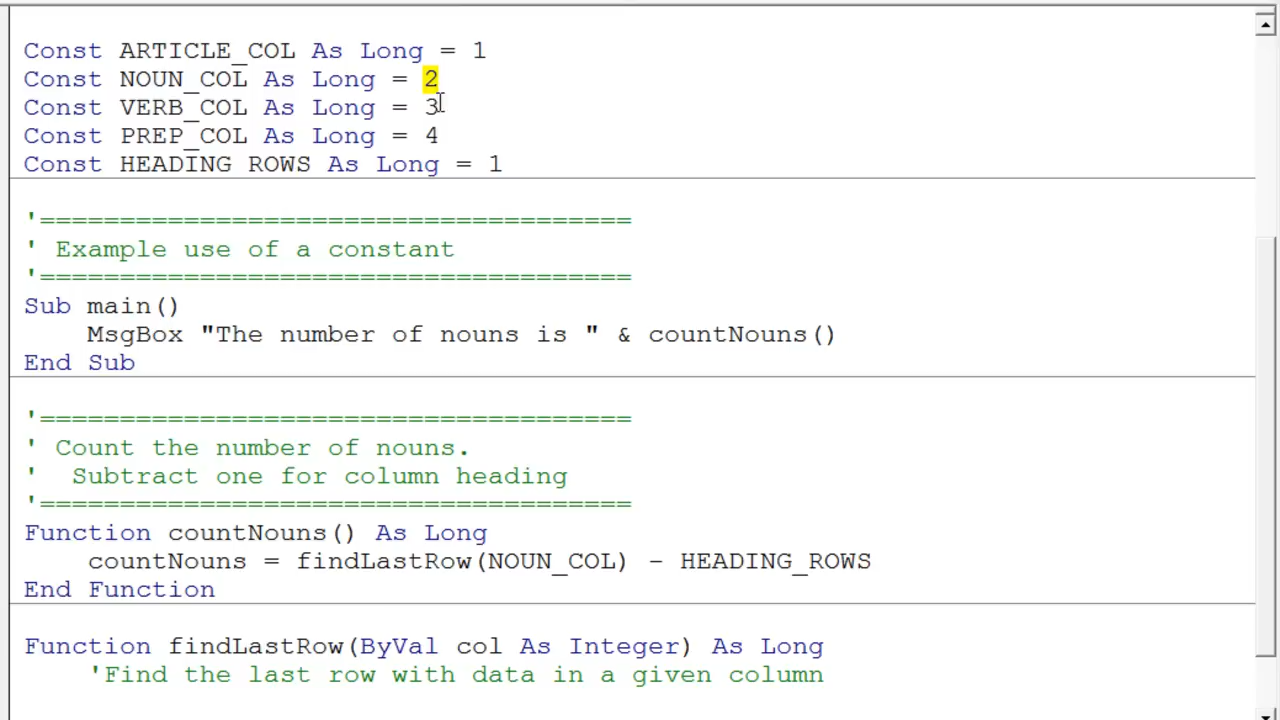 Const ARTICLE_COL As Long = 1
Const NOUN_COL As Long = 2
Const VERB_COL As Long = 3
Const PREP_COL As Long = 4
Const HEADING_ROWS As Long = 1
'=====================================
' Example use of a constant
'=====================================
Sub main()
    MsgBox "The number of nouns is " & countNouns()
End Sub
'=====================================
' Count the number of nouns.
'  Subtract one for column heading
'=====================================
Function countNouns() As Long
    countNouns = findLastRow(NOUN_COL) - HEADING_ROWS
End Function
Function findLastRow(ByVal col As Integer) As Long
    'Find the last row with data in a given column